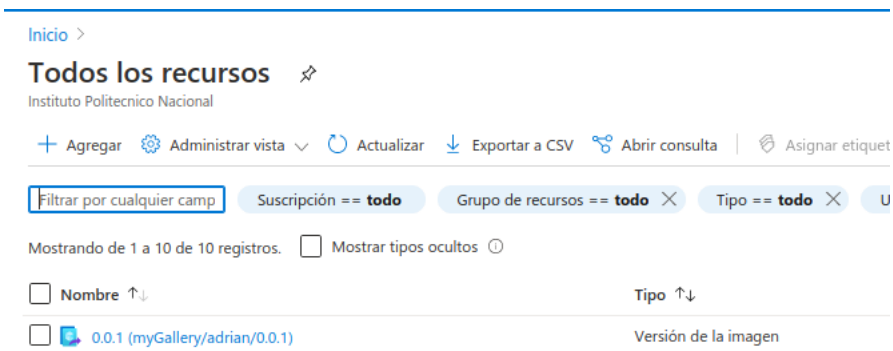 Inicio >
Todos los recursos
Instituto Politecnico Nacional
Agregar Administrar vista Actualizar Exportar a CSV Abrir consulta Asignar etiquet
Filtrar por cualquier camp Suscripción == todo Grupo de recursos == todo Tipo == todo U
Mostrando de 1 a 10 de 10 registros. Mostrar tipos ocultos
Nombre ↑↓ Tipo ↑↓
0.0.1 (myGallery/adrian/0.0.1) Versión de la imagen